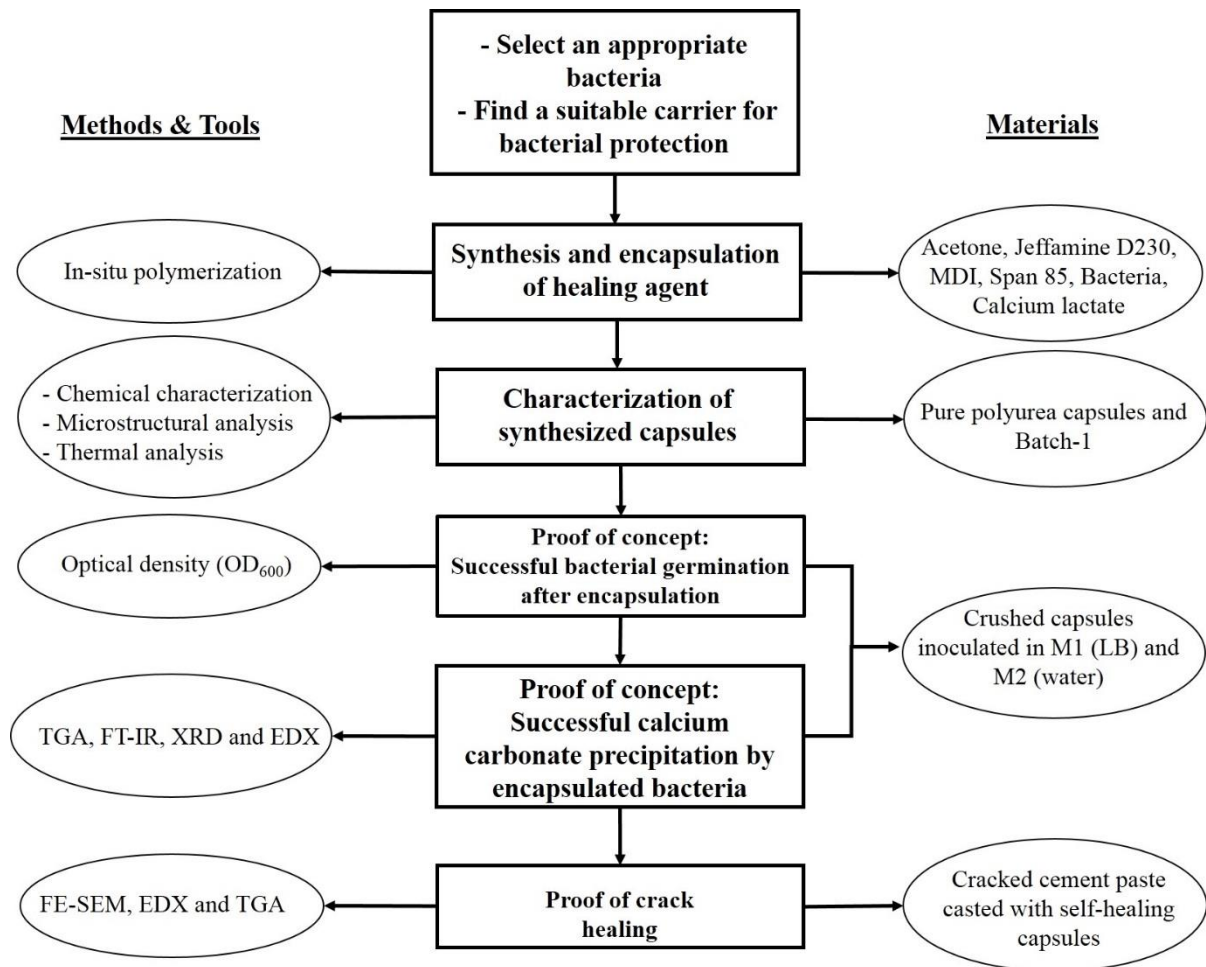 - Select an appropriate
bacteria
- Find a suitable carrier for
bacterial protection
Methods & Tools
Materials
Synthesis and encapsulation
of healing agent
In-situ polymerization
Acetone, Jeffamine D230,
MDI, Span 85, Bacteria,
Calcium lactate
Characterization of
synthesized capsules
- Chemical characterization
- Microstructural analysis
- Thermal analysis
Pure polyurea capsules and
Batch-1
Proof of concept:
Successful bacterial germination
after encapsulation
Optical density (OD₆₀₀)
Crushed capsules
inoculated in M1 (LB) and
M2 (water)
Proof of concept:
Successful calcium
carbonate precipitation by
encapsulated bacteria
TGA, FT-IR, XRD and EDX
Proof of crack
healing
FE-SEM, EDX and TGA
Cracked cement paste
casted with self-healing
capsules